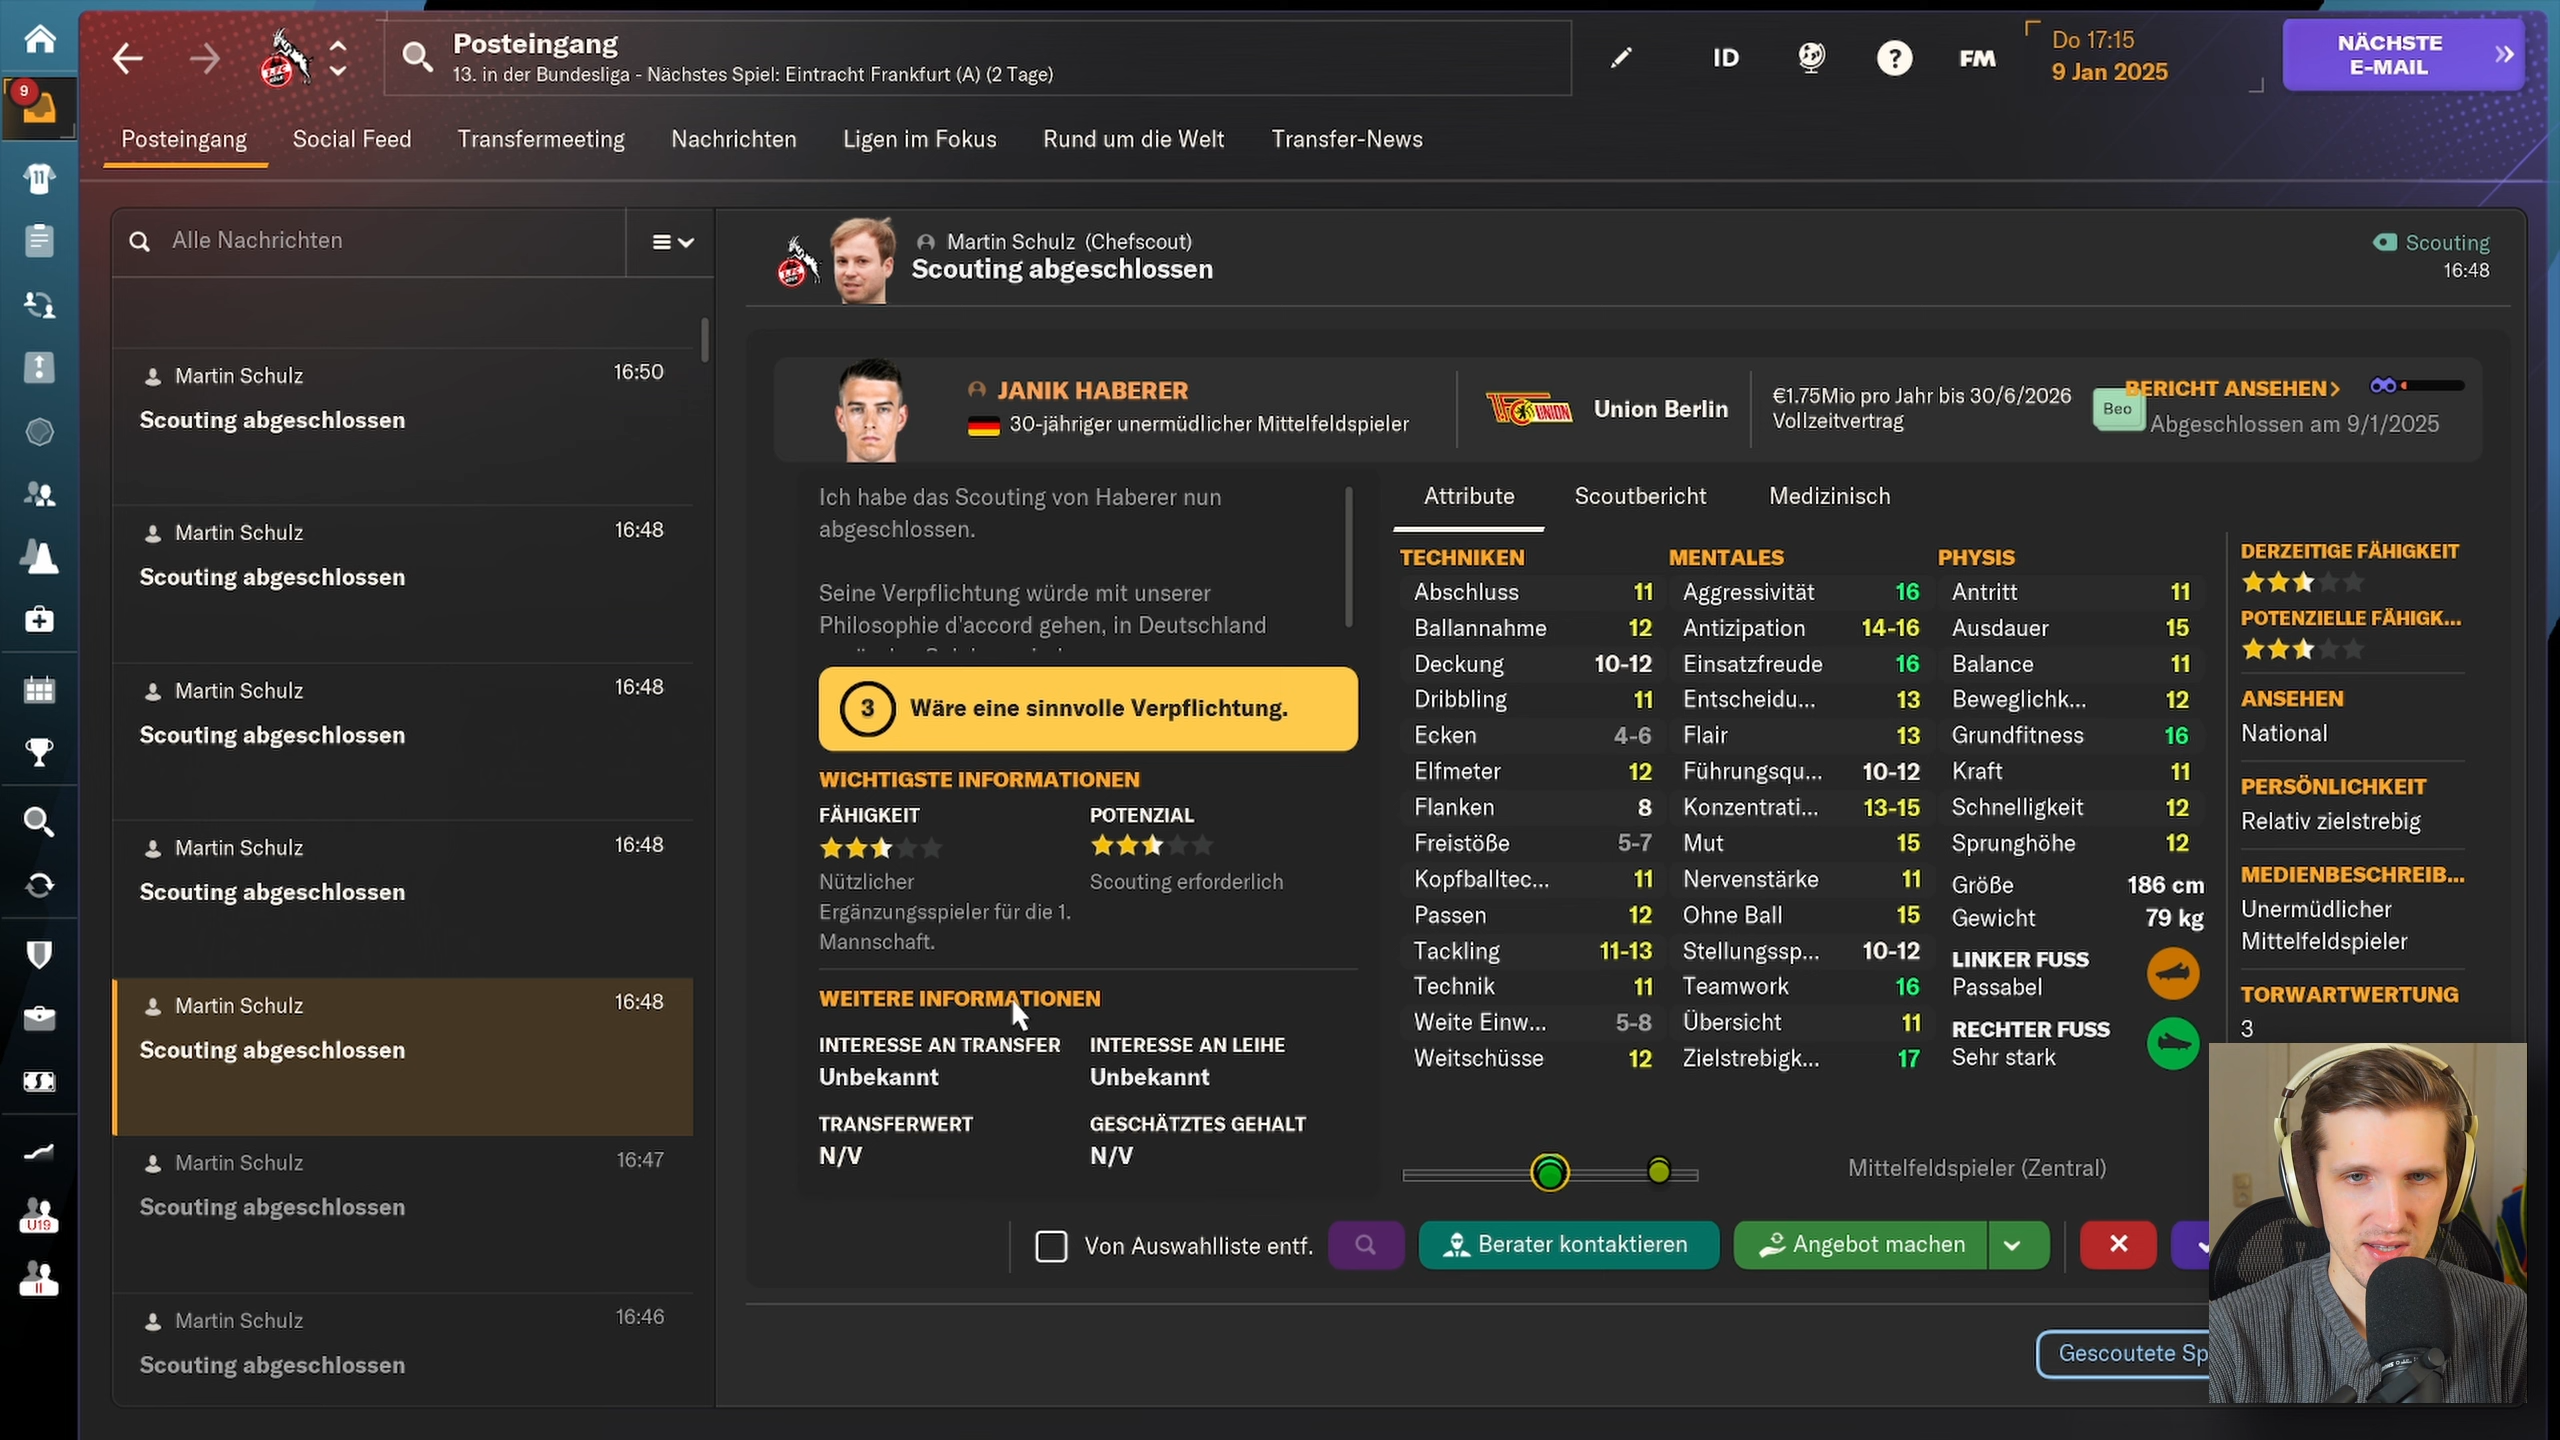 Posteingang
13. in der Bundesliga - Nächstes Spiel: Eintracht Frankfurt (A) (2 Tage)
ID
?
FM
Do 17:15
9 Jan 2025
NÄCHSTE
E-MAIL
9
Posteingang
Social Feed
Transfermeeting
Nachrichten
Ligen im Fokus
Rund um die Welt
Transfer-News
11
U19
II
Alle Nachrichten
Martin Schulz 16:50
Scouting abgeschlossen
Martin Schulz 16:48
Scouting abgeschlossen
Martin Schulz 16:48
Scouting abgeschlossen
Martin Schulz 16:48
Scouting abgeschlossen
Martin Schulz 16:48
Scouting abgeschlossen
Martin Schulz 16:47
Scouting abgeschlossen
Martin Schulz 16:46
Scouting abgeschlossen
Martin Schulz (Chefscout)
Scouting abgeschlossen
Scouting
16:48
JANIK HABERER
30-jähriger unermüdlicher Mittelfeldspieler
UNION
Union Berlin
€1.75Mio pro Jahr bis 30/6/2026
Vollzeitvertrag
Beo
BERICHT ANSEHEN >
Abgeschlossen am 9/1/2025
Ich habe das Scouting von Haberer nun
abgeschlossen.
Seine Verpflichtung würde mit unserer
Philosophie d'accord gehen, in Deutschland
3 Wäre eine sinnvolle Verpflichtung.
WICHTIGSTE INFORMATIONEN
FÄHIGKEIT
Nützlicher
Ergänzungsspieler für die 1.
Mannschaft.
POTENZIAL
Scouting erforderlich
WEITERE INFORMATIONEN
INTERESSE AN TRANSFER
Unbekannt
INTERESSE AN LEIHE
Unbekannt
TRANSFERWERT
N/V
GESCHÄTZTES GEHALT
N/V
Attribute
Scoutbericht
Medizinisch
TECHNIKEN
Abschluss 11
Ballannahme 12
Deckung 10-12
Dribbling 11
Ecken 4-6
Elfmeter 12
Flanken 8
Freistöße 5-7
Kopfballtec... 11
Passen 12
Tackling 11-13
Technik 11
Weite Einw... 5-8
Weitschüsse 12
MENTALES
Aggressivität 16
Antizipation 14-16
Einsatzfreude 16
Entscheidu... 13
Flair 13
Führungsqu... 10-12
Konzentrati... 13-15
Mut 15
Nervenstärke 11
Ohne Ball 15
Stellungssp... 10-12
Teamwork 16
Übersicht 11
Zielstrebigk... 17
PHYSIS
Antritt 11
Ausdauer 15
Balance 11
Beweglichk... 12
Grundfitness 16
Kraft 11
Schnelligkeit 12
Sprunghöhe 12
Größe 186 cm
Gewicht 79 kg
LINKER FUSS
Passabel
RECHTER FUSS
Sehr stark
DERZEITIGE FÄHIGKEIT
POTENZIELLE FÄHIGK...
ANSEHEN
National
PERSÖNLICHKEIT
Relativ zielstrebig
MEDIENBESCHREIB...
Unermüdlicher
Mittelfeldspieler
TORWARTWERTUNG
3
Mittelfeldspieler (Zentral)
Von Auswahlliste entf.
Berater kontaktieren
Angebot machen
Gescoutete Sp